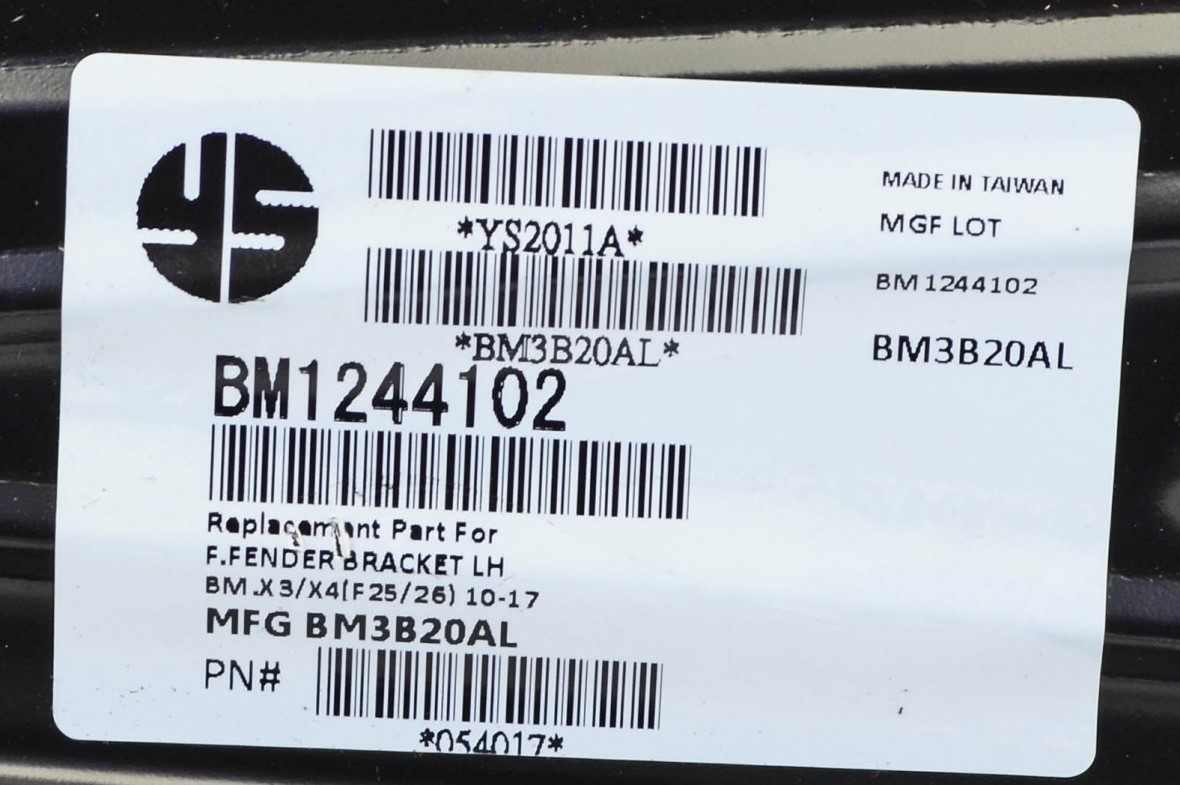 YS
*YS2011A*
*BM3B20AL*
BM1244102
Replacement Part For
F.FENDER BRACKET LH
BM.X3/X4(F25/26) 10-17
MFG BM3B20AL
PN#
*054017*
MADE IN TAIWAN
MGF LOT
BM1244102
BM3B20AL